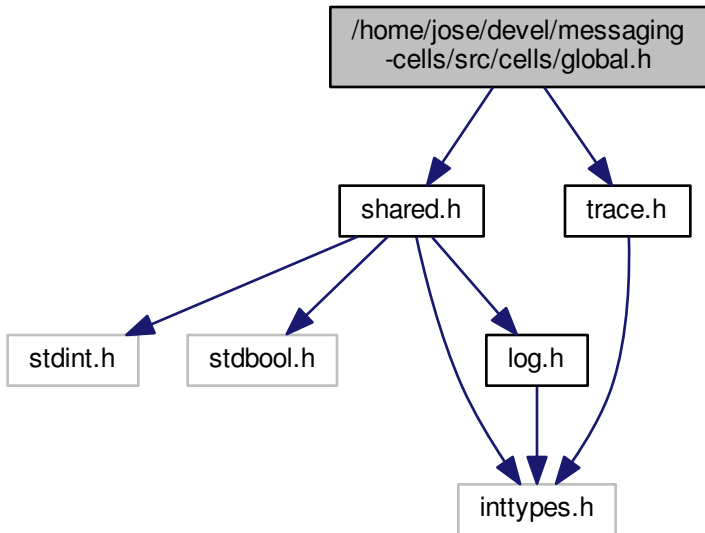 /home/jose/devel/messaging
-cells/src/cells/global.h
shared.h
trace.h
stdint.h
stdbool.h
log.h
inttypes.h